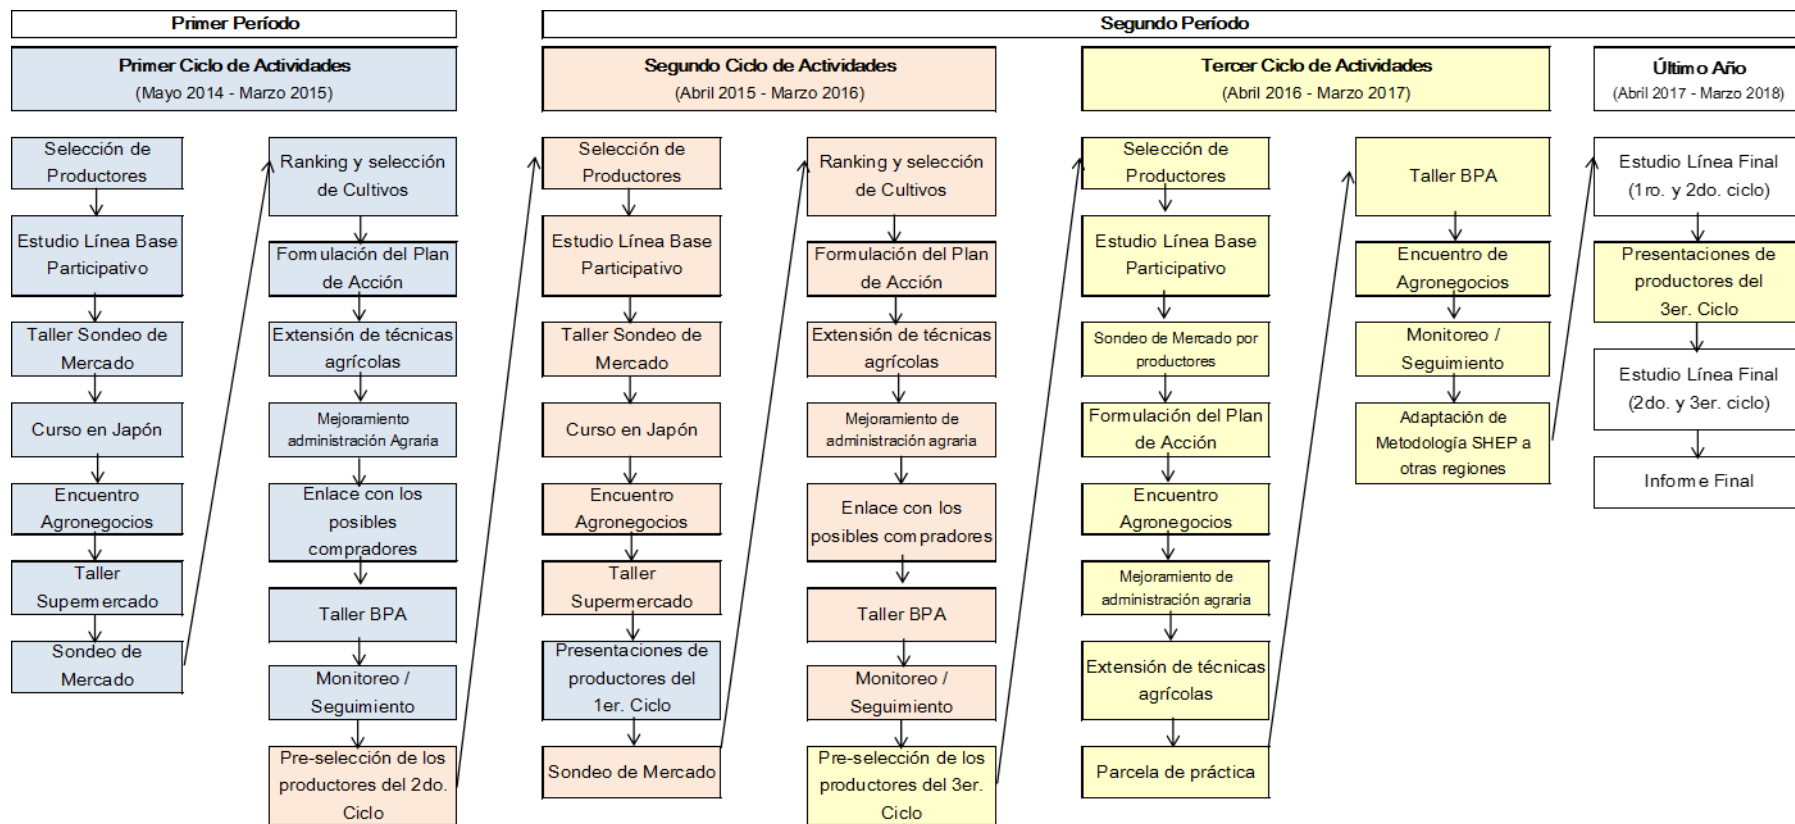 Primer Período
Segundo Período
Primer Ciclo de Actividades
(Mayo 2014 - Marzo 2015)
Segundo Ciclo de Actividades
(Abril 2015 - Marzo 2016)
Tercer Ciclo de Actividades
(Abril 2016 - Marzo 2017)
Último Año
(Abril 2017 - Marzo 2018)
Selección de
Productores
Estudio Línea Base
Participativo
Taller Sondeo de
Mercado
Curso en Japón
Encuentro
Agronegocios
Taller
Supermercado
Sondeo de
Mercado
Ranking y selección
de Cultivos
Formulación del Plan
de Acción
Extensión de técnicas
agrícolas
Mejoramiento
administración Agraria
Enlace con los
posibles
compradores
Taller BPA
Monitoreo /
Seguimiento
Pre-selección de los
productores del 2do.
Ciclo
Selección de
Productores
Estudio Línea Base
Participativo
Taller Sondeo de
Mercado
Curso en Japón
Encuentro
Agronegocios
Taller
Supermercado
Presentaciones de
productores del
1er. Ciclo
Sondeo de Mercado
Ranking y selección
de Cultivos
Formulación del Plan
de Acción
Extensión de técnicas
agrícolas
Mejoramiento de
administración agraria
Enlace con los
posibles compradores
Taller BPA
Monitoreo /
Seguimiento
Pre-selección de los
productores del 3er.
Ciclo
Selección de
Productores
Estudio Línea Base
Participativo
Sondeo de Mercado por
productores
Formulación del Plan
de Acción
Encuentro
Agronegocios
Mejoramiento de
administración agraria
Extensión de técnicas
agrícolas
Parcela de práctica
Taller BPA
Encuentro de
Agronegocios
Monitoreo /
Seguimiento
Adaptación de
Metodología SHEP a
otras regiones
Estudio Línea Final
(1ro. y 2do. ciclo)
Presentaciones de
productores del
3er. Ciclo
Estudio Línea Final
(2do. y 3er. ciclo)
Informe Final